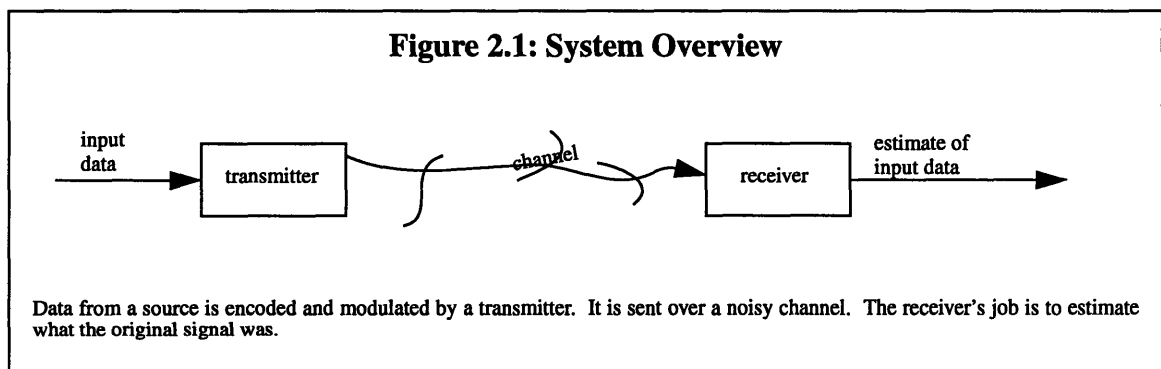 Figure 2.1: System Overview
input
data
transmitter
channel
receiver
estimate of
input data
Data from a source is encoded and modulated by a transmitter. It is sent over a noisy channel. The receiver's job is to estimate
what the original signal was.